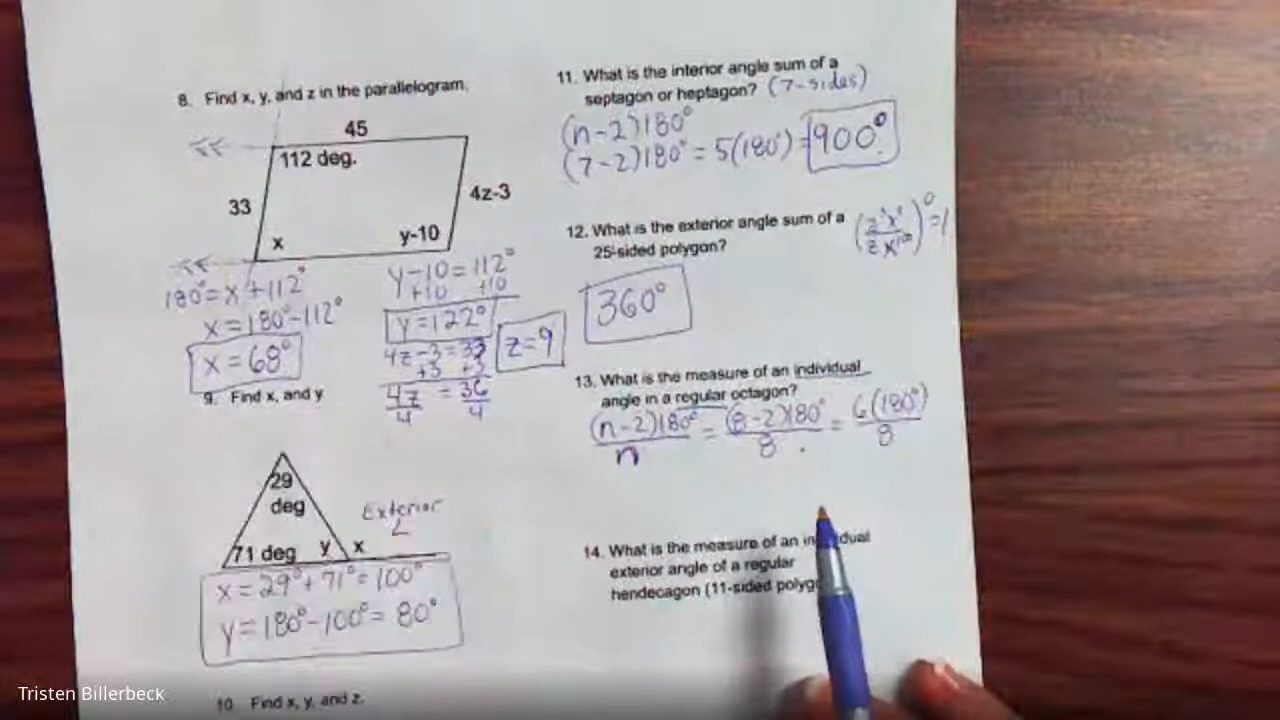 8. Find x, y, and z in the parallelogram.
45
112 deg.
33
4z-3
x
y-10
180°=x+112°
x=180°-112°
x=68°
y-10=112°
+10 +10
y=122°
4z-3=33
+3 +3
4z = 36
4 4
z=9
9. Find x, and y
29
deg
Exterior
71 deg y x
x=29°+71°=100°
y=180°-100°=80°
10. Find x, y, and z.
11. What is the interior angle sum of a
septagon or heptagon? (7-sides)
(n-2)180°
(7-2)180°=5(180°)=900°
12. What is the exterior angle sum of a
25-sided polygon?
360°
13. What is the measure of an individual
angle in a regular octagon?
(n-2)180° = (8-2)180° = 6(180°)
n 8 8
14. What is the measure of an
exterior angle of a regular
hendecagon (11-sided
Tristen Billerbeck